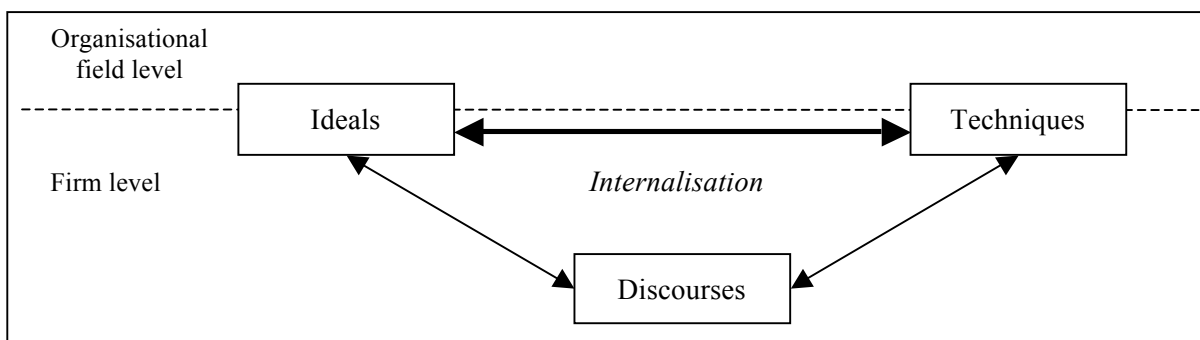 Organisational
field level
Ideals
Techniques
Firm level
Internalisation
Discourses